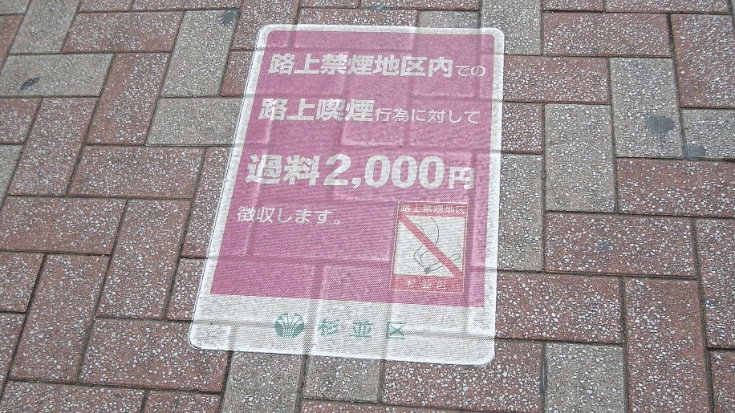 路上禁煙地区内での
路上喫煙行為に対して
過料2,000円
徴収します。
路上禁煙地区
杉並区
杉並区